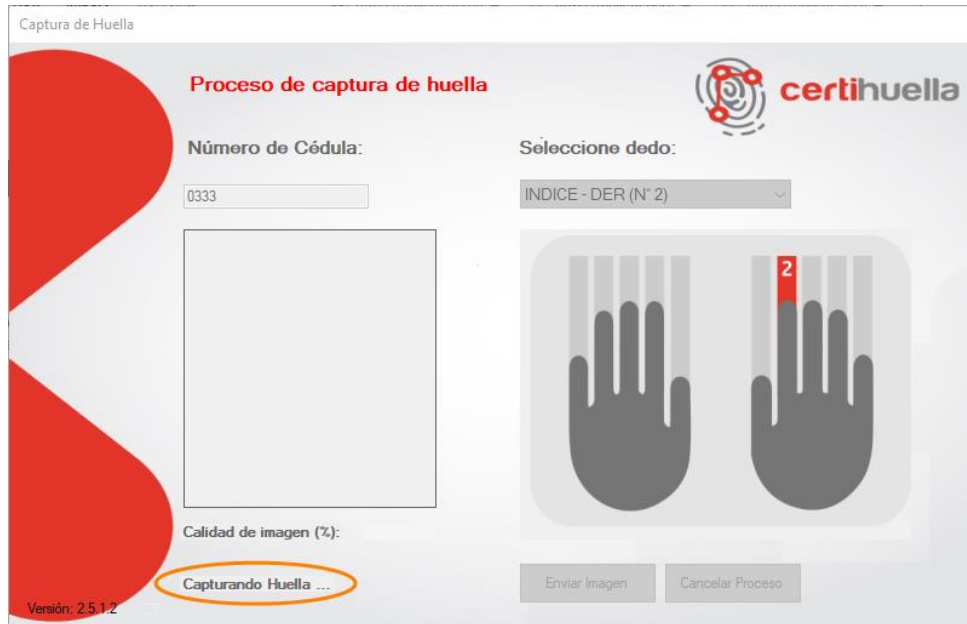 Captura de Huella
Proceso de captura de huella
certihuella
Número de Cédula:
Seleccione dedo:
0333
INDICE - DER (N° 2)
2
Calidad de imagen (%):
Capturando Huella ...
Enviar Imagen
Cancelar Proceso
Versión: 2.5.1.2